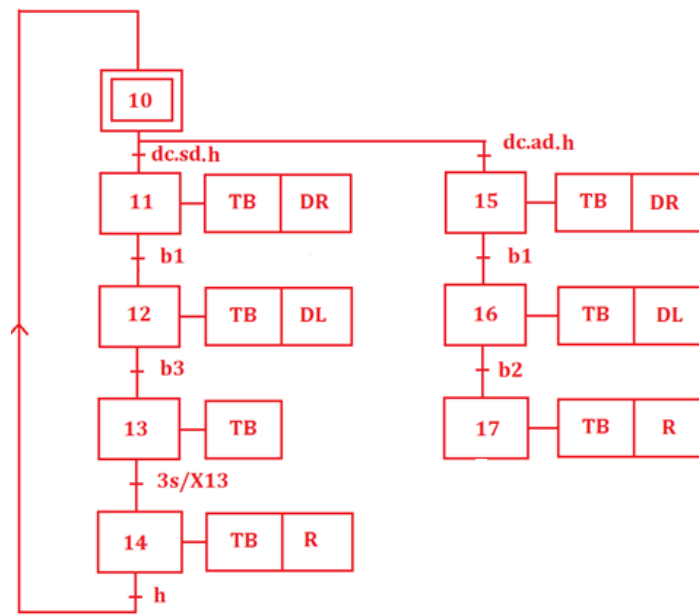 10
dc.sd.h
dc.ad.h
11 TB DR
15 TB DR
b1
b1
12 TB DL
16 TB DL
b3
b2
13 TB
17 TB R
3s/X13
14 TB R
h